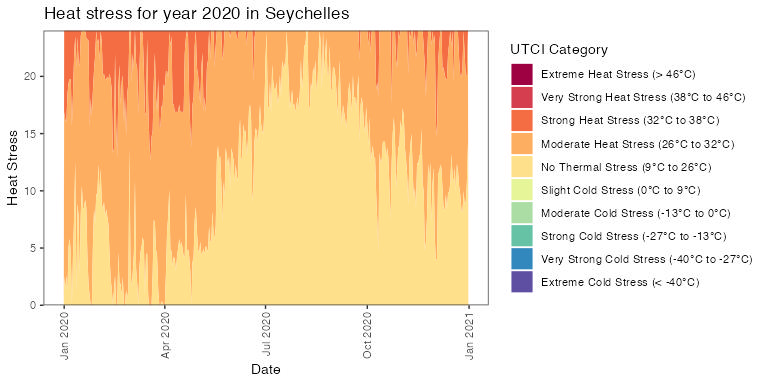 Heat stress for year 2020 in Seychelles
UTCI Category
Extreme Heat Stress (> 46°C)
Very Strong Heat Stress (38°C to 46°C)
Strong Heat Stress (32°C to 38°C)
Moderate Heat Stress (26°C to 32°C)
No Thermal Stress (9°C to 26°C)
Slight Cold Stress (0°C to 9°C)
Moderate Cold Stress (-13°C to 0°C)
Strong Cold Stress (-27°C to -13°C)
Very Strong Cold Stress (-40°C to -27°C)
Extreme Cold Stress (< -40°C)
Heat Stress
20
15
10
5
0
Jan 2020
Apr 2020
Jul 2020
Oct 2020
Jan 2021
Date